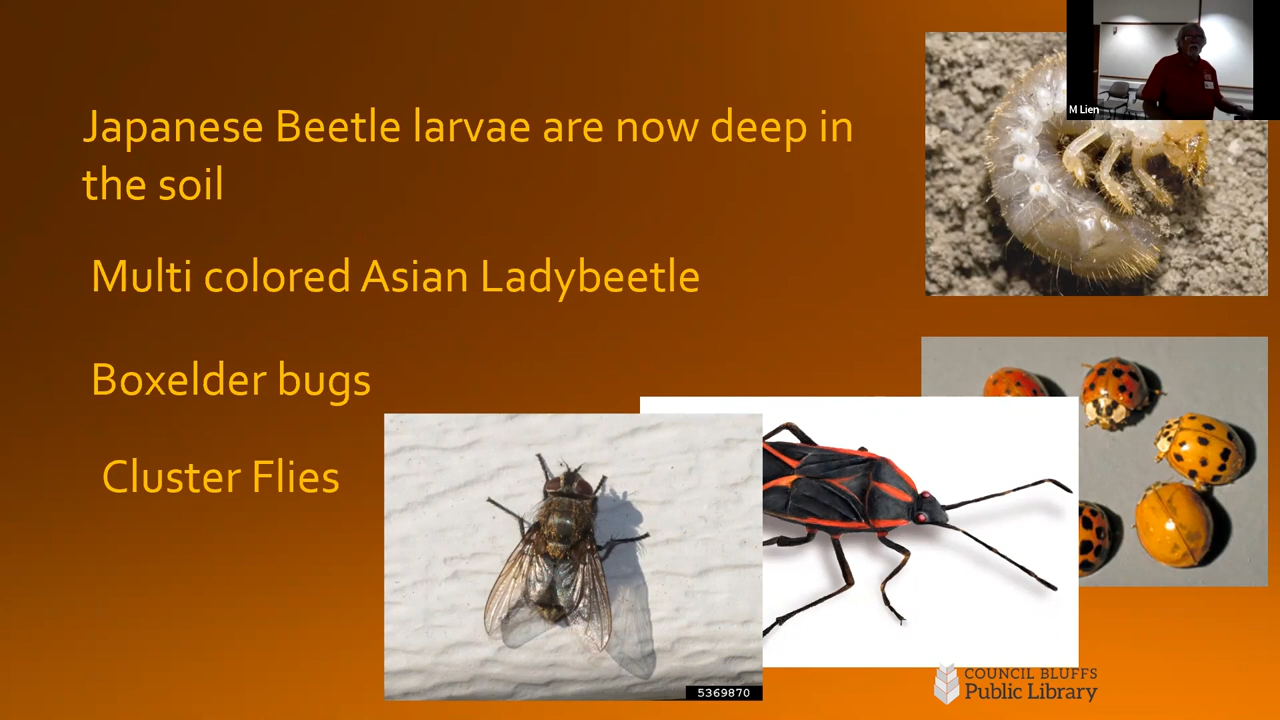 M Lien
Japanese Beetle larvae are now deep in
the soil
Multi colored Asian Ladybeetle
Boxelder bugs
Cluster Flies
5369870
COUNCIL BLUFFS
Public Library